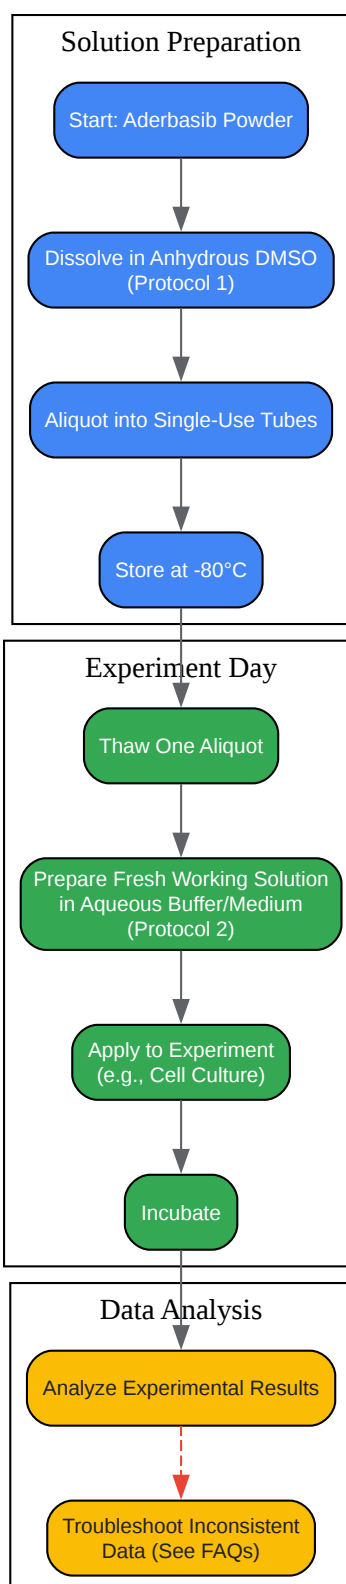 Solution Preparation
Start: Aderbasib Powder
Dissolve in Anhydrous DMSO
(Protocol 1)
Aliquot into Single-Use Tubes
Store at -80°C
Experiment Day
Thaw One Aliquot
Prepare Fresh Working Solution
in Aqueous Buffer/Medium
(Protocol 2)
Apply to Experiment
(e.g., Cell Culture)
Incubate
Data Analysis
Analyze Experimental Results
Troubleshoot Inconsistent
Data (See FAQs)